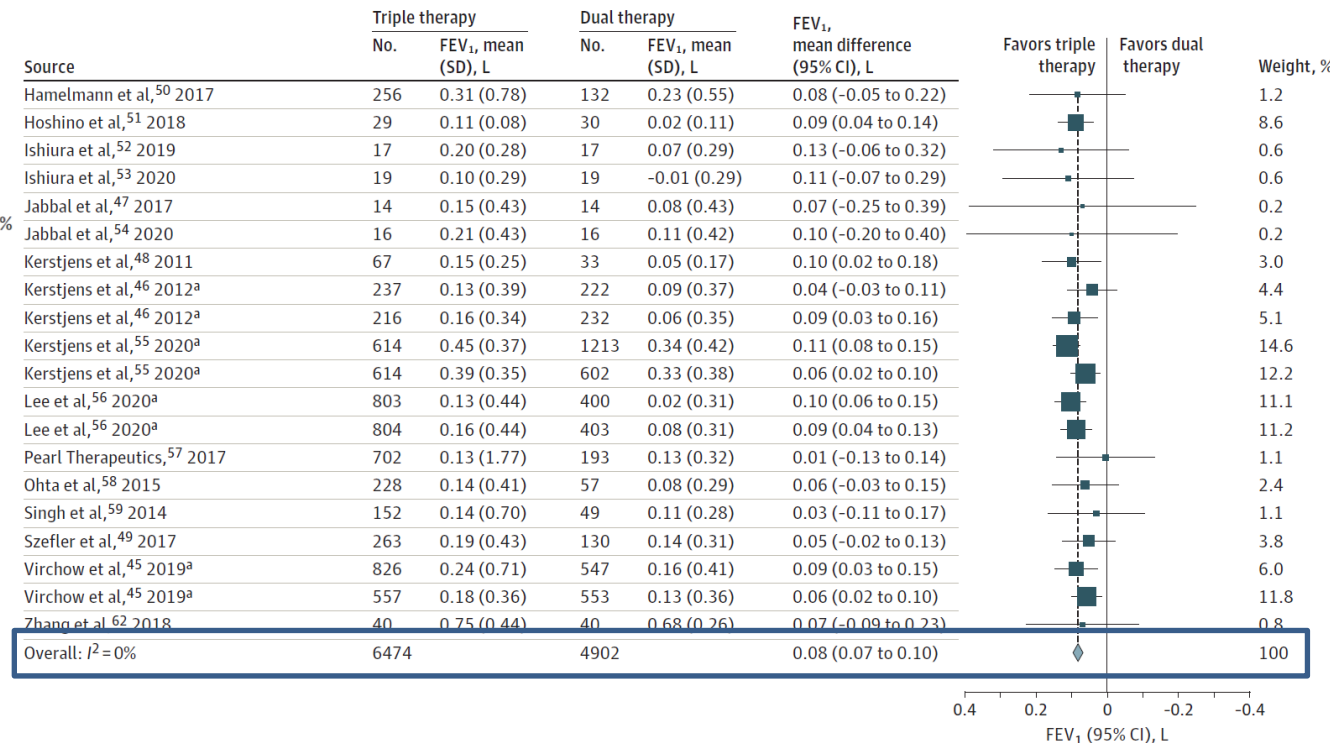 Triple therapy Dual therapy FEV₁,
No. FEV₁, mean No. FEV₁, mean mean difference Favors triple Favors dual
Source (SD), L (SD), L (95% CI), L therapy therapy Weight, %
Hamelmann et al,⁵⁰ 2017 256 0.31 (0.78) 132 0.23 (0.55) 0.08 (-0.05 to 0.22) 1.2
Hoshino et al,⁵¹ 2018 29 0.11 (0.08) 30 0.02 (0.11) 0.09 (0.04 to 0.14) 8.6
Ishiura et al,⁵² 2019 17 0.20 (0.28) 17 0.07 (0.29) 0.13 (-0.06 to 0.32) 0.6
Ishiura et al,⁵³ 2020 19 0.10 (0.29) 19 -0.01 (0.29) 0.11 (-0.07 to 0.29) 0.6
Jabbal et al,⁴⁷ 2017 14 0.15 (0.43) 14 0.08 (0.43) 0.07 (-0.25 to 0.39) 0.2
%
Jabbal et al,⁵⁴ 2020 16 0.21 (0.43) 16 0.11 (0.42) 0.10 (-0.20 to 0.40) 0.2
Kerstjens et al,⁴⁸ 2011 67 0.15 (0.25) 33 0.05 (0.17) 0.10 (0.02 to 0.18) 3.0
Kerstjens et al,⁴⁶ 2012ᵃ 237 0.13 (0.39) 222 0.09 (0.37) 0.04 (-0.03 to 0.11) 4.4
Kerstjens et al,⁴⁶ 2012ᵃ 216 0.16 (0.34) 232 0.06 (0.35) 0.09 (0.03 to 0.16) 5.1
Kerstjens et al,⁵⁵ 2020ᵃ 614 0.45 (0.37) 1213 0.34 (0.42) 0.11 (0.08 to 0.15) 14.6
Kerstjens et al,⁵⁵ 2020ᵃ 614 0.39 (0.35) 602 0.33 (0.38) 0.06 (0.02 to 0.10) 12.2
Lee et al,⁵⁶ 2020ᵃ 803 0.13 (0.44) 400 0.02 (0.31) 0.10 (0.06 to 0.15) 11.1
Lee et al,⁵⁶ 2020ᵃ 804 0.16 (0.44) 403 0.08 (0.31) 0.09 (0.04 to 0.13) 11.2
Pearl Therapeutics,⁵⁷ 2017 702 0.13 (1.77) 193 0.13 (0.32) 0.01 (-0.13 to 0.14) 1.1
Ohta et al,⁵⁸ 2015 228 0.14 (0.41) 57 0.08 (0.29) 0.06 (-0.03 to 0.15) 2.4
Singh et al,⁵⁹ 2014 152 0.14 (0.70) 49 0.11 (0.28) 0.03 (-0.11 to 0.17) 1.1
Szefler et al,⁴⁹ 2017 263 0.19 (0.43) 130 0.14 (0.31) 0.05 (-0.02 to 0.13) 3.8
Virchow et al,⁴⁵ 2019ᵃ 826 0.24 (0.71) 547 0.16 (0.41) 0.09 (0.03 to 0.15) 6.0
Virchow et al,⁴⁵ 2019ᵃ 557 0.18 (0.36) 553 0.13 (0.36) 0.06 (0.02 to 0.10) 11.8
Zhang et al,⁶² 2018 40 0.75 (0.44) 40 0.68 (0.26) 0.07 (-0.09 to 0.23) 0.8
Overall: I² = 0% 6474 4902 0.08 (0.07 to 0.10) 100
0.4 0.2 0 -0.2 -0.4
FEV₁ (95% CI), L